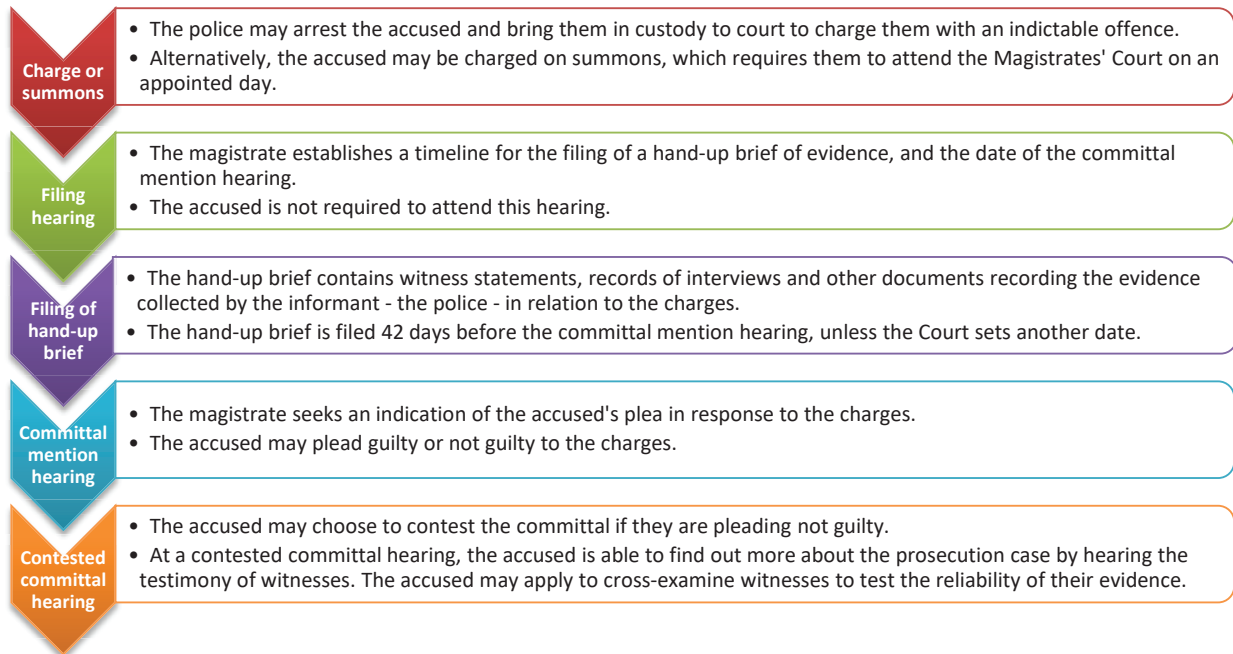 Charge or
summons
• The police may arrest the accused and bring them in custody to court to charge them with an indictable offence.
• Alternatively, the accused may be charged on summons, which requires them to attend the Magistrates' Court on an
appointed day.
Filing
hearing
• The magistrate establishes a timeline for the filing of a hand-up brief of evidence, and the date of the committal
mention hearing.
• The accused is not required to attend this hearing.
Filing of
hand-up
brief
• The hand-up brief contains witness statements, records of interviews and other documents recording the evidence
collected by the informant - the police - in relation to the charges.
• The hand-up brief is filed 42 days before the committal mention hearing, unless the Court sets another date.
Committal
mention
hearing
• The magistrate seeks an indication of the accused's plea in response to the charges.
• The accused may plead guilty or not guilty to the charges.
Contested
committal
hearing
• The accused may choose to contest the committal if they are pleading not guilty.
• At a contested committal hearing, the accused is able to find out more about the prosecution case by hearing the
testimony of witnesses. The accused may apply to cross-examine witnesses to test the reliability of their evidence.